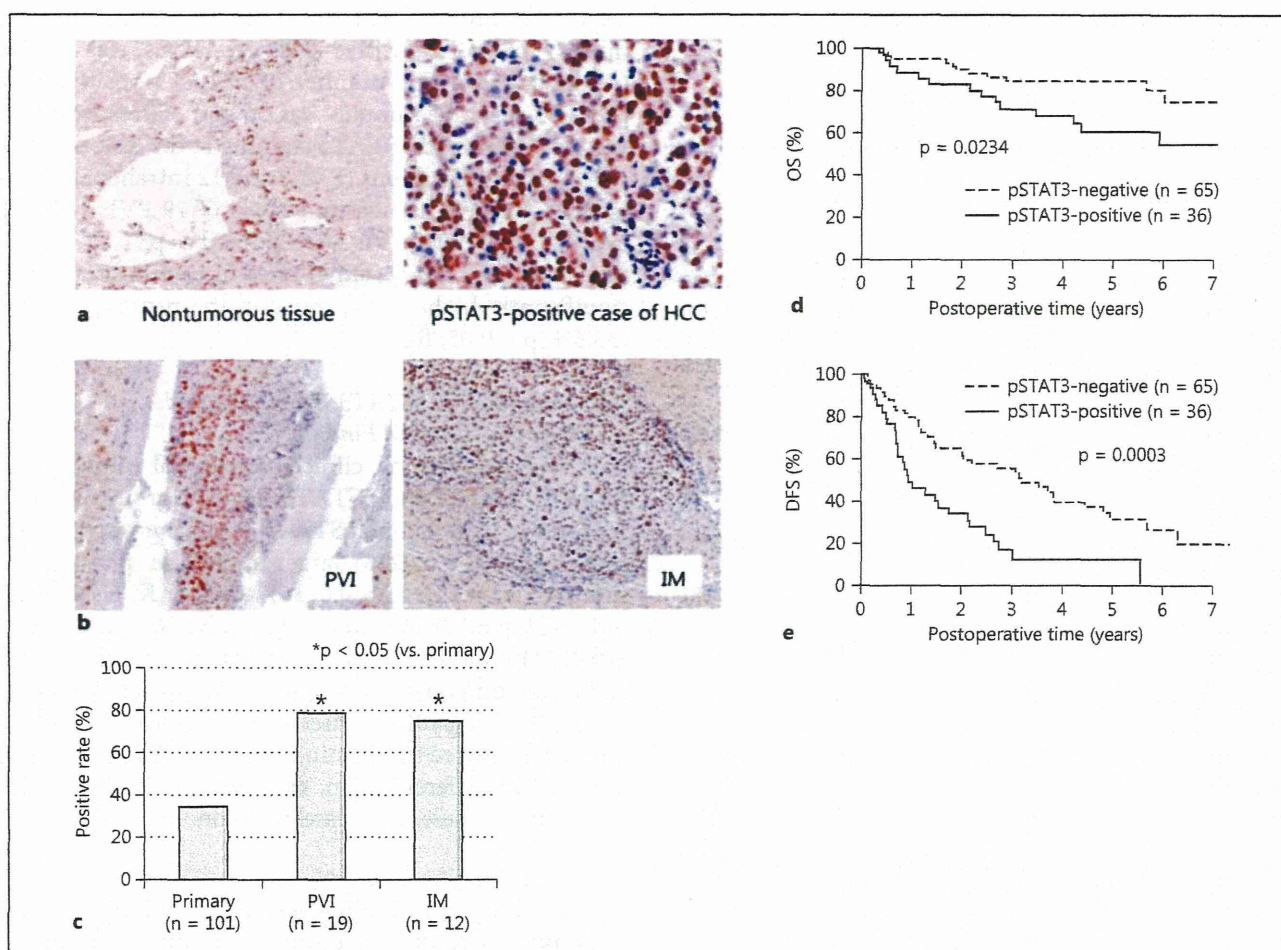 a
Nontumorous tissue
pSTAT3-positive case of HCC
PVI
IM
b
*p < 0.05 (vs. primary)
Positive rate (%)
100
80
60
40
20
0
*
*
Primary
(n = 101)
PVI
(n = 19)
IM
(n = 12)
c
OS (%)
100
80
60
40
20
0
p = 0.0234
pSTAT3-negative (n = 65)
pSTAT3-positive (n = 36)
0 1 2 3 4 5 6 7
Postoperative time (years)
d
DFS (%)
100
80
60
40
20
0
pSTAT3-negative (n = 65)
pSTAT3-positive (n = 36)
p = 0.0003
0 1 2 3 4 5 6 7
Postoperative time (years)
e